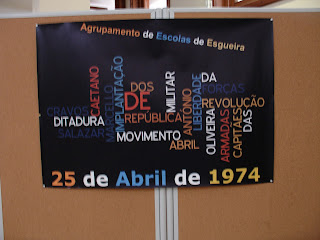 Agrupamento de Escolas de Esgueira
CRAVOS
DITADURA
SALAZAR
CAETANO
MARCELLO
IMPLANTAÇÃO
DOS
DE
REPÚBLICA
MOVIMENTO
MILITAR
ABRIL
ANTÓNIO
LIBERDADE
DA
FORÇAS
REVOLUÇÃO
OLIVEIRA
ARMADAS
CAPITÃES
DAS
25 de Abril de 1974